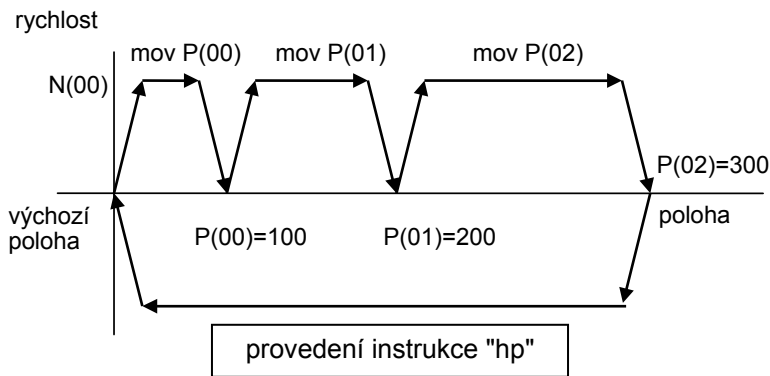 rychlost
mov P(00)
mov P(01)
mov P(02)
N(00)
P(02)=300
výchozí
poloha
P(00)=100
P(01)=200
poloha
provedení instrukce "hp"